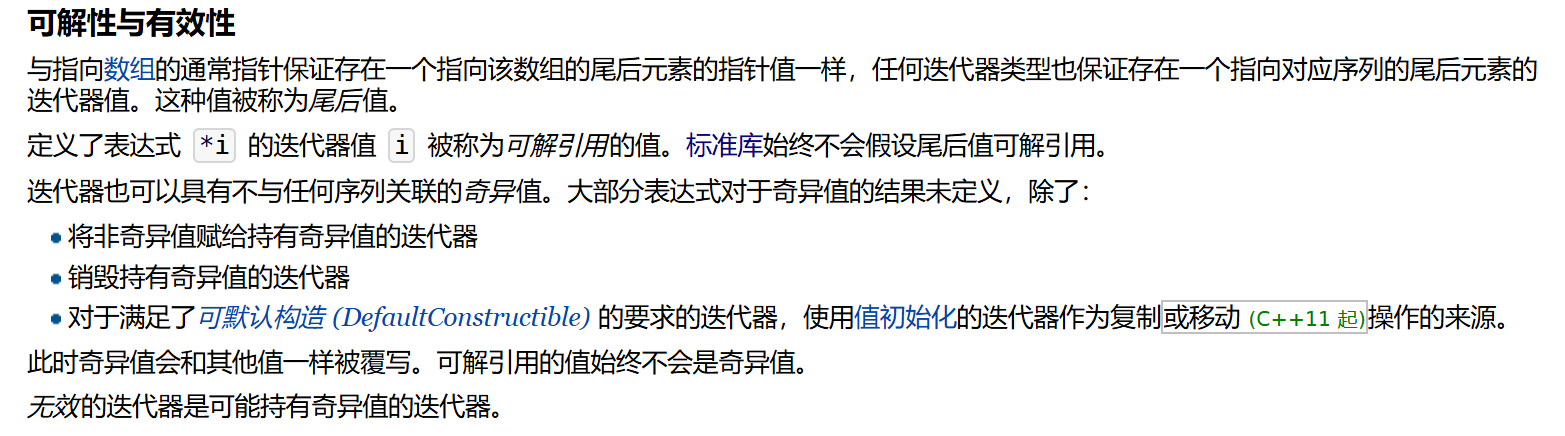 可解性与有效性
与指向数组的通常指针保证存在一个指向该数组的尾后元素的指针值一样，任何迭代器类型也保证存在一个指向对应序列的尾后元素的
迭代器值。这种值被称为尾后值。
定义了表达式 *i 的迭代器值 i 被称为可解引用的值。标准库始终不会假设尾后值可解引用。
迭代器也可以具有不与任何序列关联的奇异值。大部分表达式对于奇异值的结果未定义，除了：
将非奇异值赋给持有奇异值的迭代器
销毁持有奇异值的迭代器
对于满足了可默认构造 (DefaultConstructible) 的要求的迭代器，使用值初始化的迭代器作为复制或移动 (C++11 起)操作的来源。
此时奇异值会和其他值一样被覆写。可解引用的值始终不会是奇异值。
无效的迭代器是可能持有奇异值的迭代器。